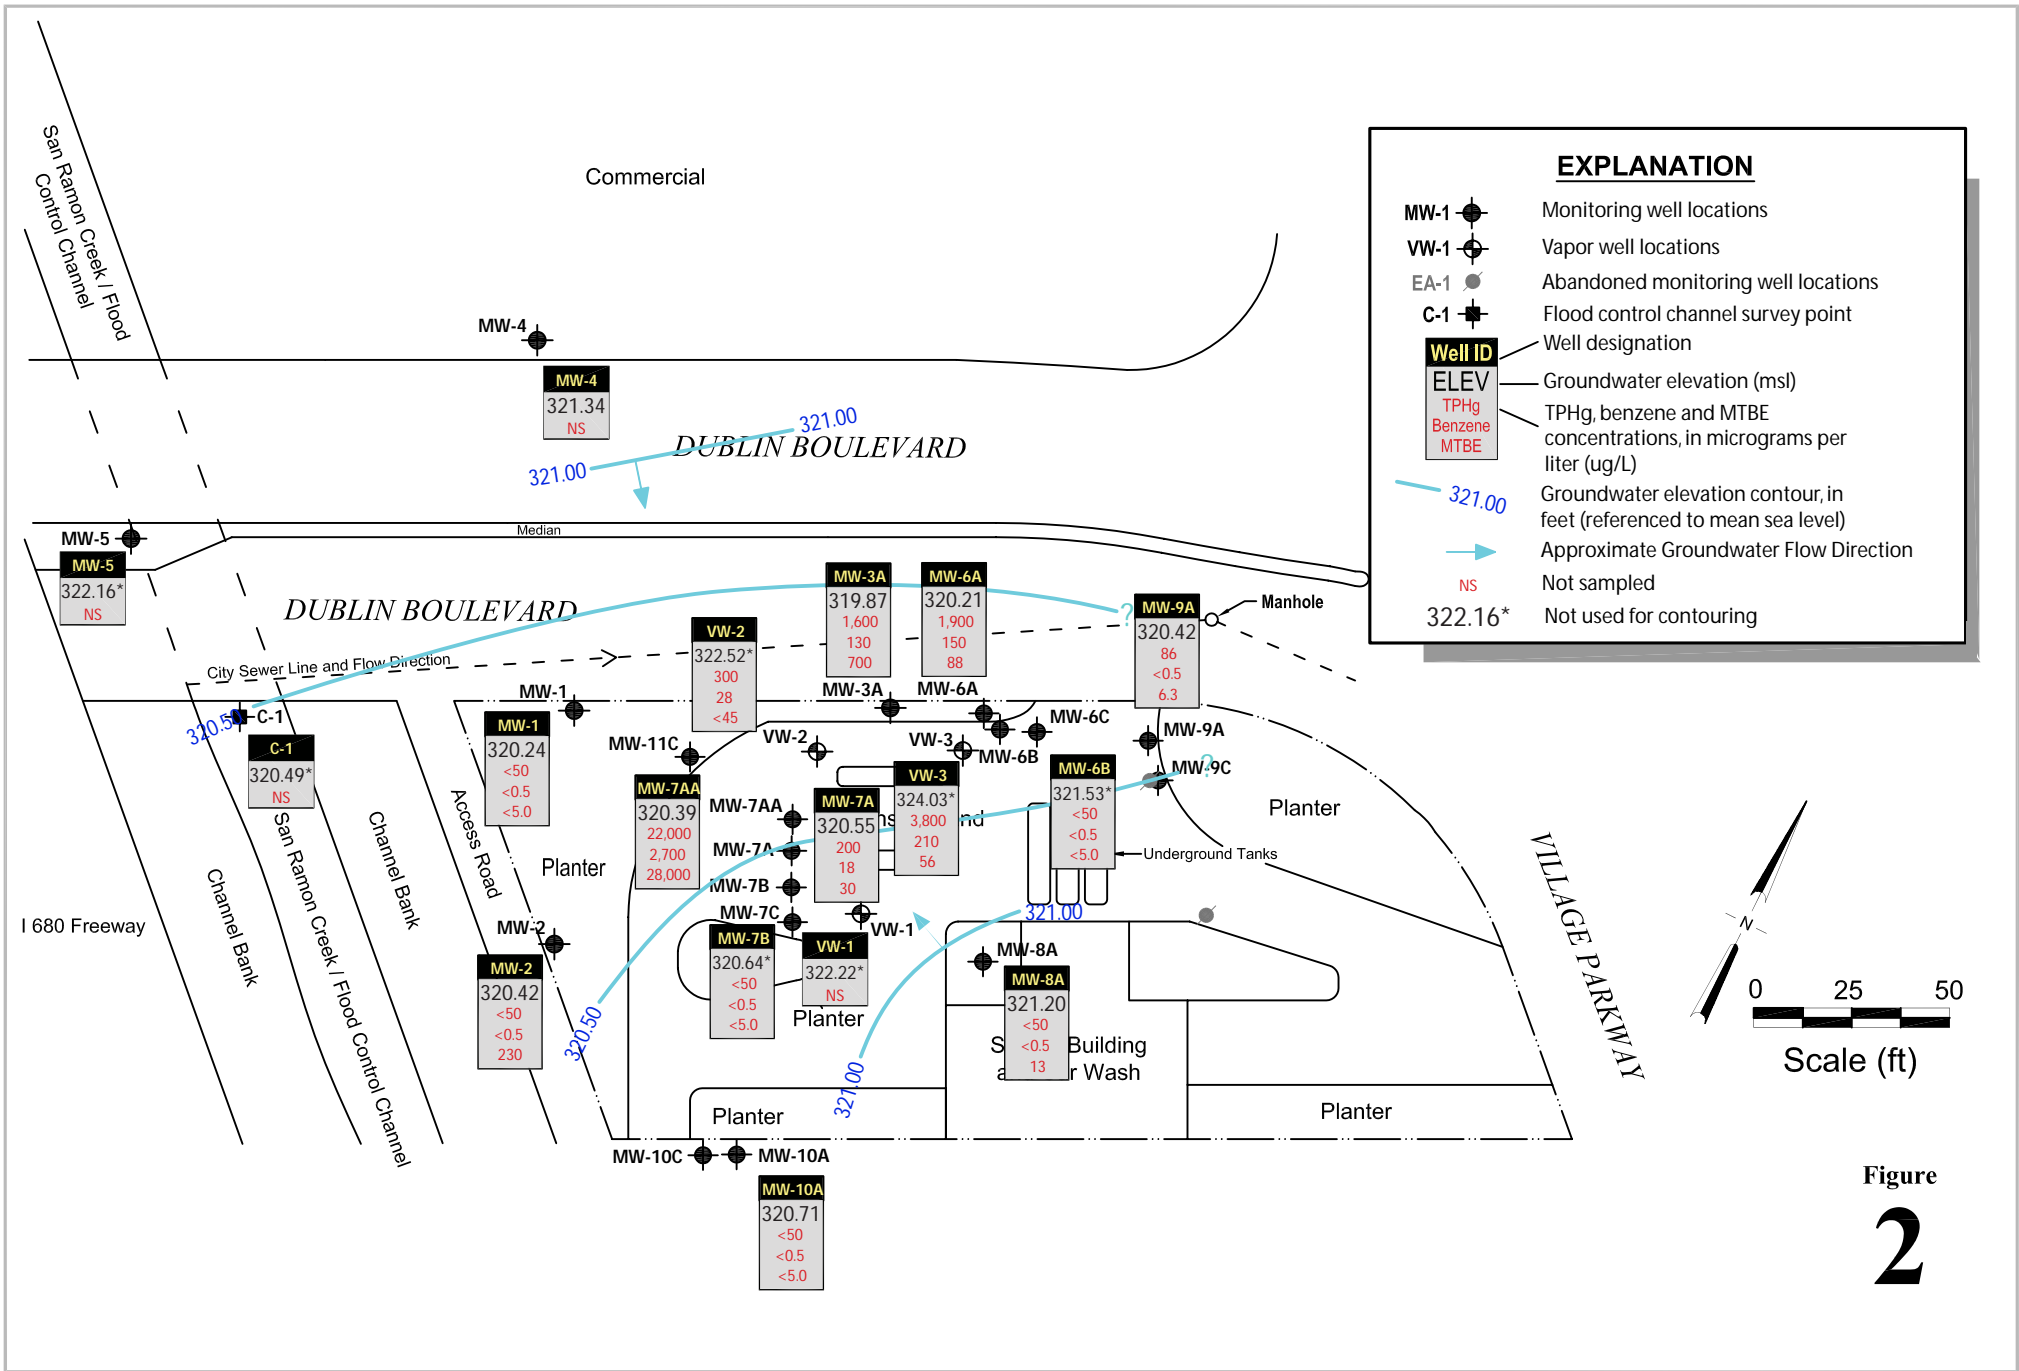 San Ramon Creek / Flood
Control Channel
Commercial
EXPLANATION
MW-1
Monitoring well locations
VW-1
Vapor well locations
EA-1
Abandoned monitoring well locations
C-1
Flood control channel survey point
Well ID
Well designation
ELEV
Groundwater elevation (msl)
TPHg
Benzene
MTBE
TPHg, benzene and MTBE
concentrations, in micrograms per
liter (ug/L)
321.00
Groundwater elevation contour, in
feet (referenced to mean sea level)
Approximate Groundwater Flow Direction
NS
Not sampled
322.16*
Not used for contouring
MW-4
MW-4
321.34
NS
321.00
321.00
DUBLIN BOULEVARD
Median
MW-5
MW-5
322.16*
NS
DUBLIN BOULEVARD
City Sewer Line and Flow Direction
VW-2
322.52*
300
28
<45
MW-3A
319.87
1,600
130
700
MW-6A
320.21
1,900
150
88
?
MW-9A
320.42
86
<0.5
6.3
Manhole
320.50
C-1
C-1
320.49*
NS
MW-1
MW-1
320.24
<50
<0.5
<5.0
MW-3A
MW-6A
MW-6C
MW-11C
VW-2
VW-3
MW-6B
MW-9A
MW-9C
?
MW-7AA
320.39
22,000
2,700
28,000
MW-7AA
MW-7A
MW-7B
MW-7C
MW-7A
320.55
200
18
30
VW-3
324.03*
3,800
210
56
MW-6B
321.53*
<50
<0.5
<5.0
Underground Tanks
Planter
Planter
Access Road
Channel Bank
San Ramon Creek / Flood Control Channel
Channel Bank
I 680 Freeway
MW-2
MW-2
320.42
<50
<0.5
230
320.50
VW-1
MW-7B
320.64*
<50
<0.5
<5.0
VW-1
322.22*
NS
Planter
321.00
321.00
MW-8A
MW-8A
321.20
<50
<0.5
13
Building
Wash
Planter
Planter
MW-10C
MW-10A
MW-10A
320.71
<50
<0.5
<5.0
VILLAGE PARKWAY
N
0 25 50
Scale (ft)
Figure
2